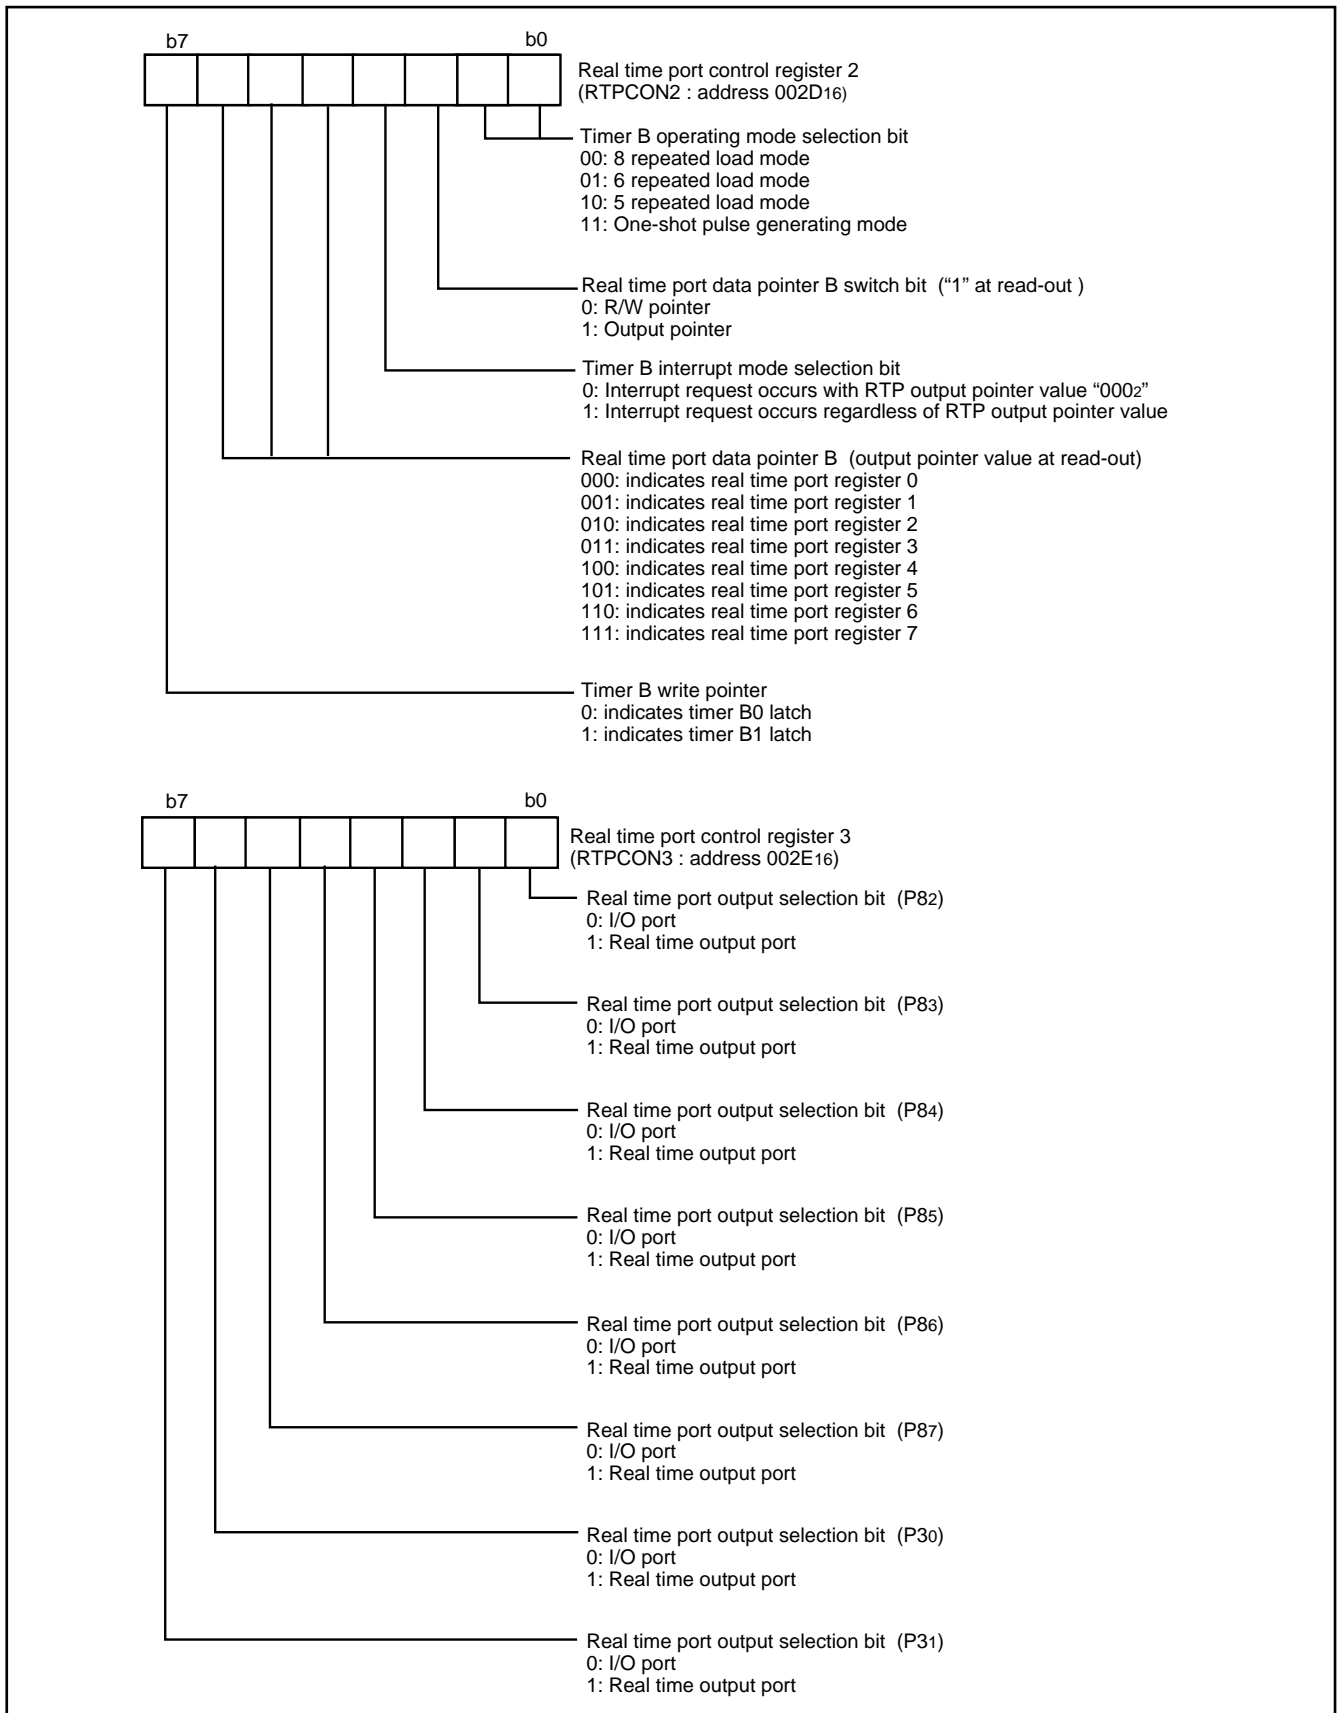 b7 b0
Real time port control register 2
(RTPCON2 : address 002D16)
Timer B operating mode selection bit
00: 8 repeated load mode
01: 6 repeated load mode
10: 5 repeated load mode
11: One-shot pulse generating mode
Real time port data pointer B switch bit (“1” at read-out )
0: R/W pointer
1: Output pointer
Timer B interrupt mode selection bit
0: Interrupt request occurs with RTP output pointer value “0002”
1: Interrupt request occurs regardless of RTP output pointer value
Real time port data pointer B (output pointer value at read-out)
000: indicates real time port register 0
001: indicates real time port register 1
010: indicates real time port register 2
011: indicates real time port register 3
100: indicates real time port register 4
101: indicates real time port register 5
110: indicates real time port register 6
111: indicates real time port register 7
Timer B write pointer
0: indicates timer B0 latch
1: indicates timer B1 latch
b7 b0
Real time port control register 3
(RTPCON3 : address 002E16)
Real time port output selection bit (P82)
0: I/O port
1: Real time output port
Real time port output selection bit (P83)
0: I/O port
1: Real time output port
Real time port output selection bit (P84)
0: I/O port
1: Real time output port
Real time port output selection bit (P85)
0: I/O port
1: Real time output port
Real time port output selection bit (P86)
0: I/O port
1: Real time output port
Real time port output selection bit (P87)
0: I/O port
1: Real time output port
Real time port output selection bit (P30)
0: I/O port
1: Real time output port
Real time port output selection bit (P31)
0: I/O port
1: Real time output port